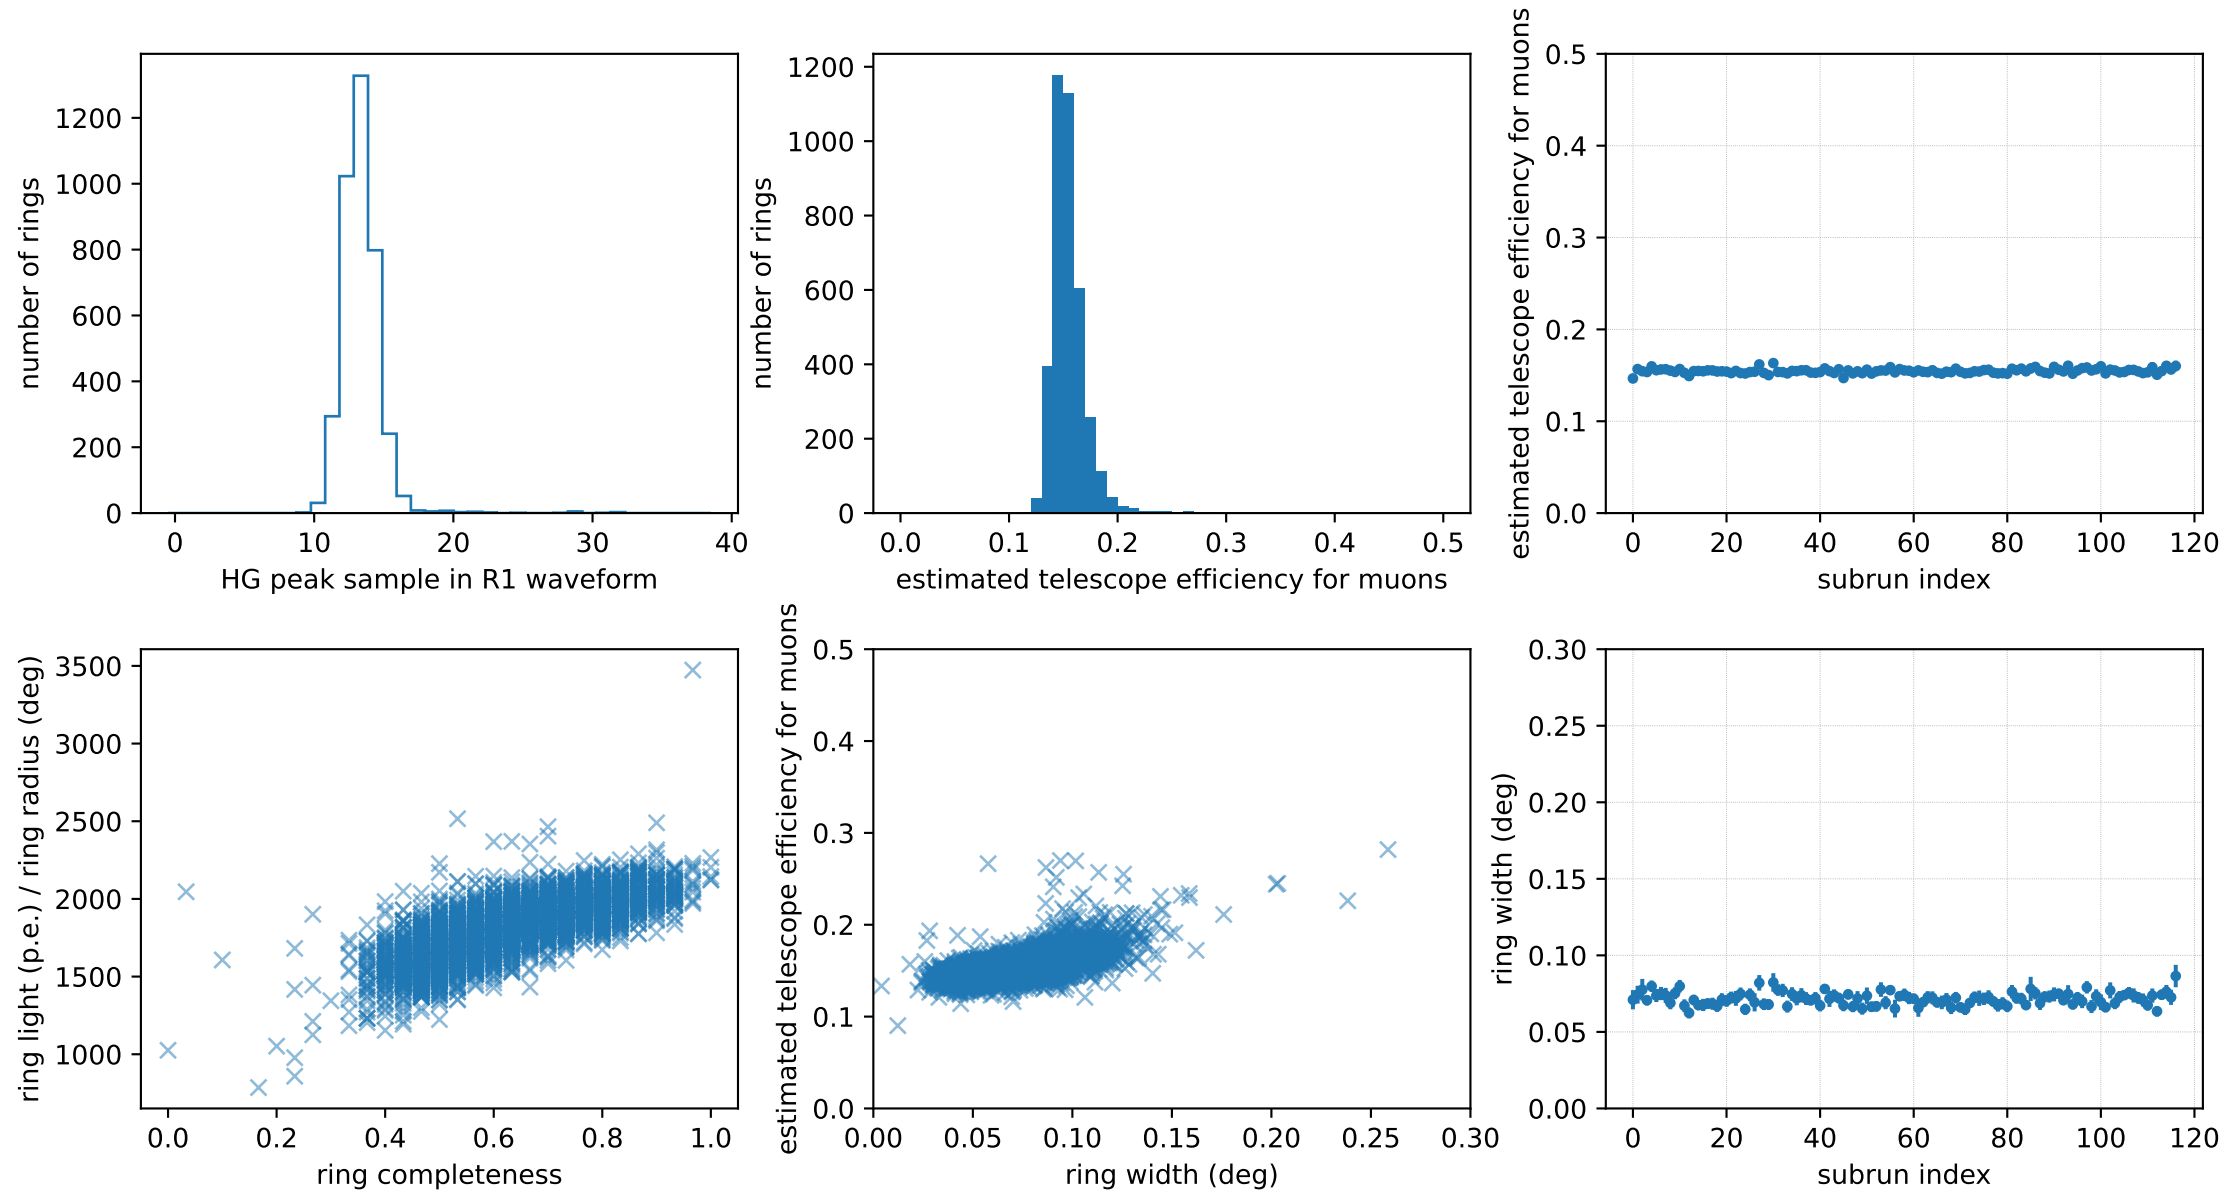 number of rings
1200
1000
800
600
400
200
0
0 10 20 30 40
HG peak sample in R1 waveform
number of rings
1200
1000
800
600
400
200
0
0.0 0.1 0.2 0.3 0.4 0.5
estimated telescope efficiency for muons
estimated telescope efficiency for muons
0.5
0.4
0.3
0.2
0.1
0.0
0 20 40 60 80 100 120
subrun index
ring light (p.e.) / ring radius (deg)
3500
3000
2500
2000
1500
1000
0.0 0.2 0.4 0.6 0.8 1.0
ring completeness
estimated telescope efficiency for muons
0.5
0.4
0.3
0.2
0.1
0.0
0.00 0.05 0.10 0.15 0.20 0.25 0.30
ring width (deg)
ring width (deg)
0.30
0.25
0.20
0.15
0.10
0.05
0.00
0 20 40 60 80 100 120
subrun index